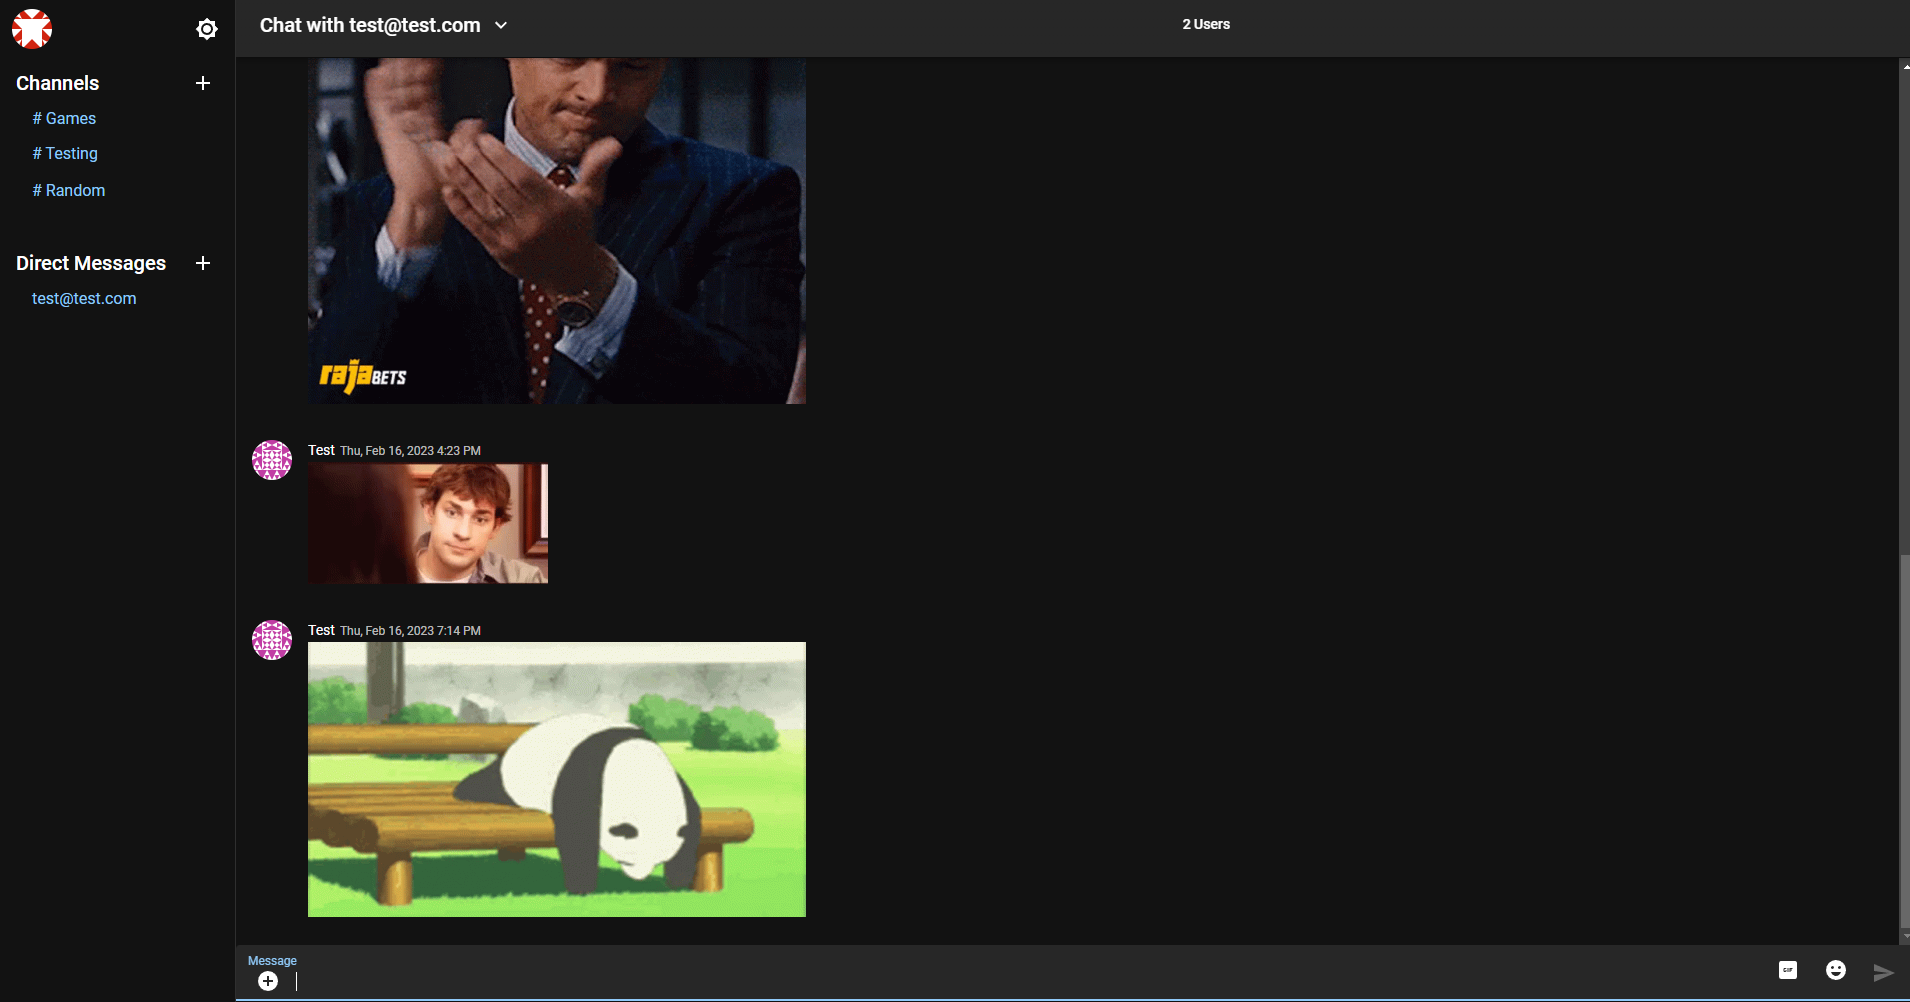 Chat with test@test.com
2 Users
Channels
# Games
# Testing
# Random
Direct Messages
test@test.com
rajaBETS
Test Thu, Feb 16, 2023 4:23 PM
Test Thu, Feb 16, 2023 7:14 PM
Message
GIF